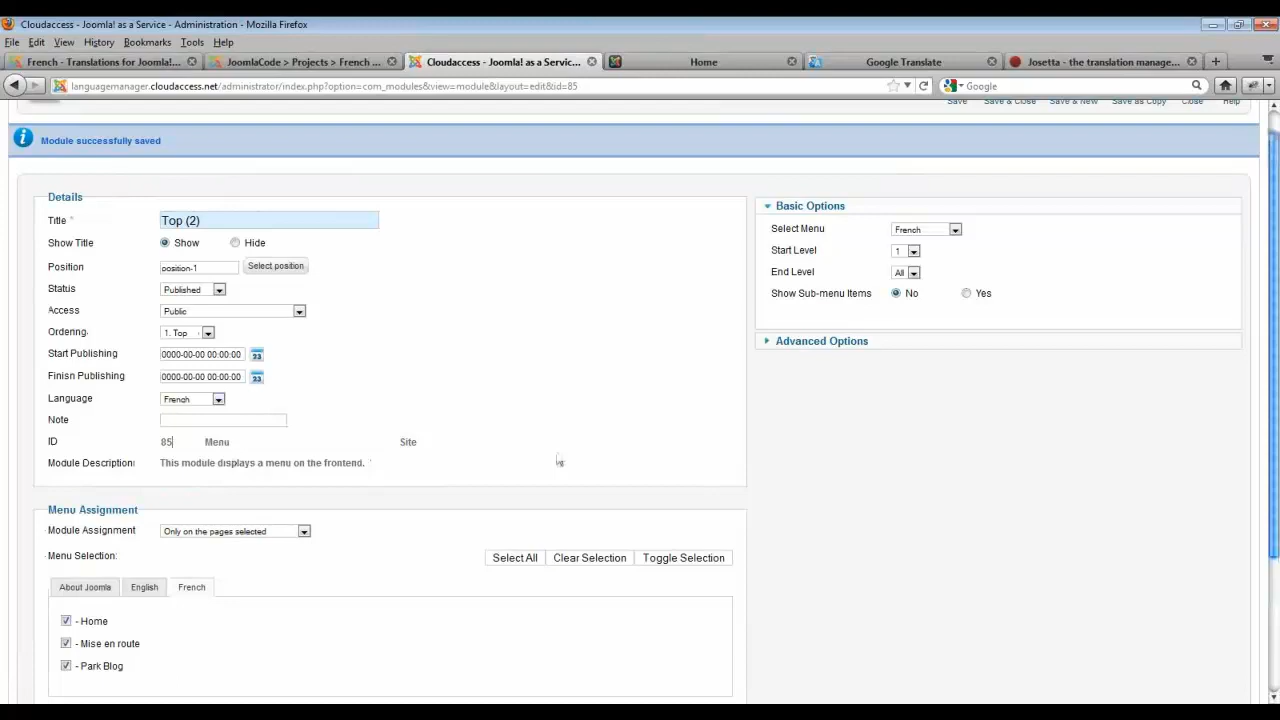 Cloudaccess - Joomla! as a Service - Administration - Mozilla Firefox
File Edit View History Bookmarks Tools Help
French - Translations for Joomla!... JoomlaCode > Projects > French ... Cloudaccess - Joomla! as a Servic... Home Google Translate Josetta - the translation manage...
languagemanager.cloudaccess.net/administrator/index.php?option=com_modules&view=module&layout=edit&id=85 Google
Save Save & Close Save & New Save as Copy Close Help
Module successfully saved
Details
Title * Top (2)
Show Title Show Hide
Position position-1 Select position
Status Published
Access Public
Ordering 1. Top
Start Publishing 0000-00-00 00:00:00 23
Finish Publishing 0000-00-00 00:00:00 23
Language French
Note
ID 85 Menu Site
Module Description: This module displays a menu on the frontend.
Basic Options
Select Menu French
Start Level 1
End Level All
Show Sub-menu Items No Yes
Advanced Options
Menu Assignment
Module Assignment Only on the pages selected
Menu Selection: Select All Clear Selection Toggle Selection
About Joomla English French
- Home
- Mise en route
- Park Blog